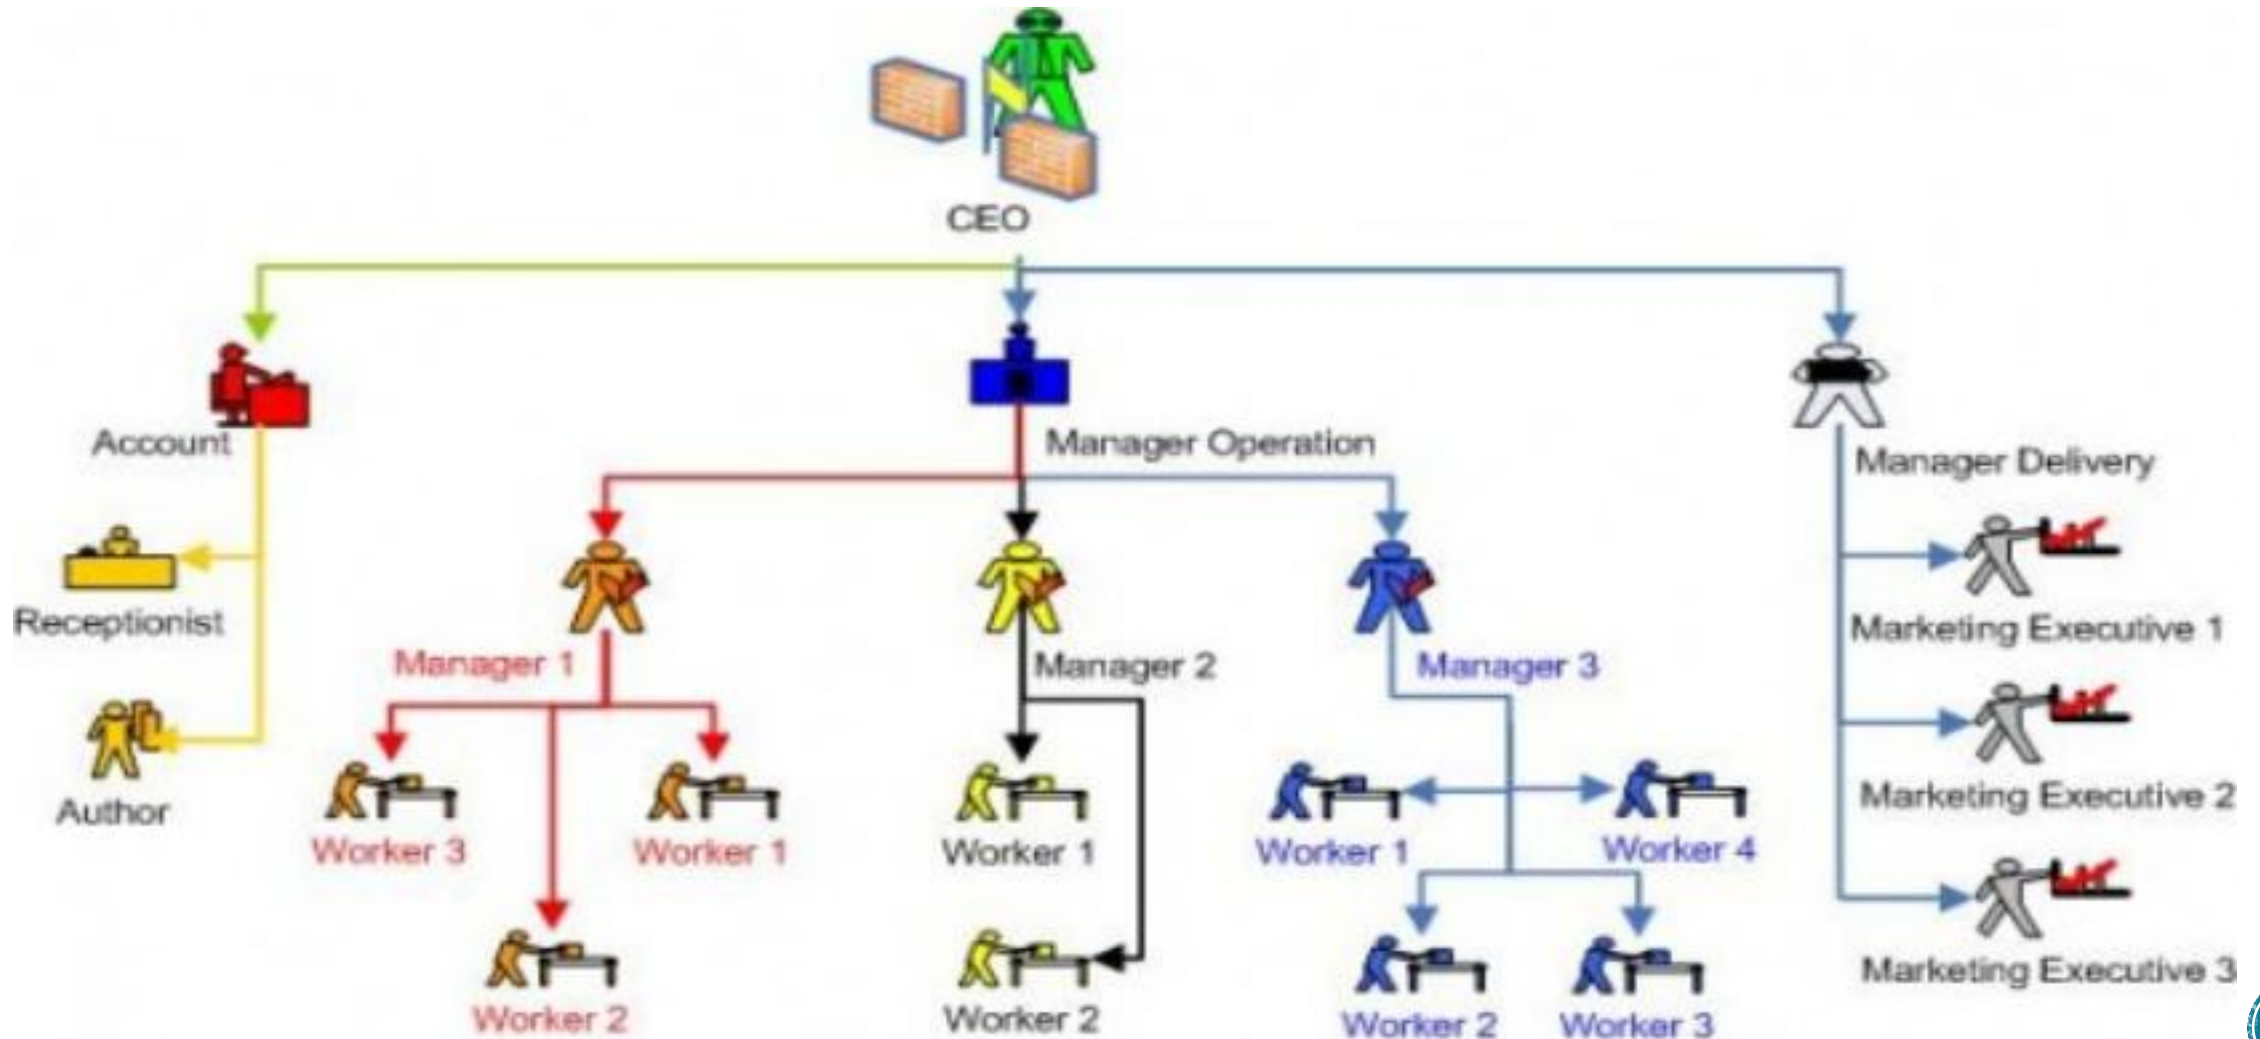 CEO
Account
Manager Operation
Manager Delivery
Receptionist
Marketing Executive 1
Manager 1
Manager 2
Manager 3
Author
Marketing Executive 2
Worker 3
Worker 1
Worker 1
Worker 1
Worker 4
Marketing Executive 3
Worker 2
Worker 2
Worker 2
Worker 3